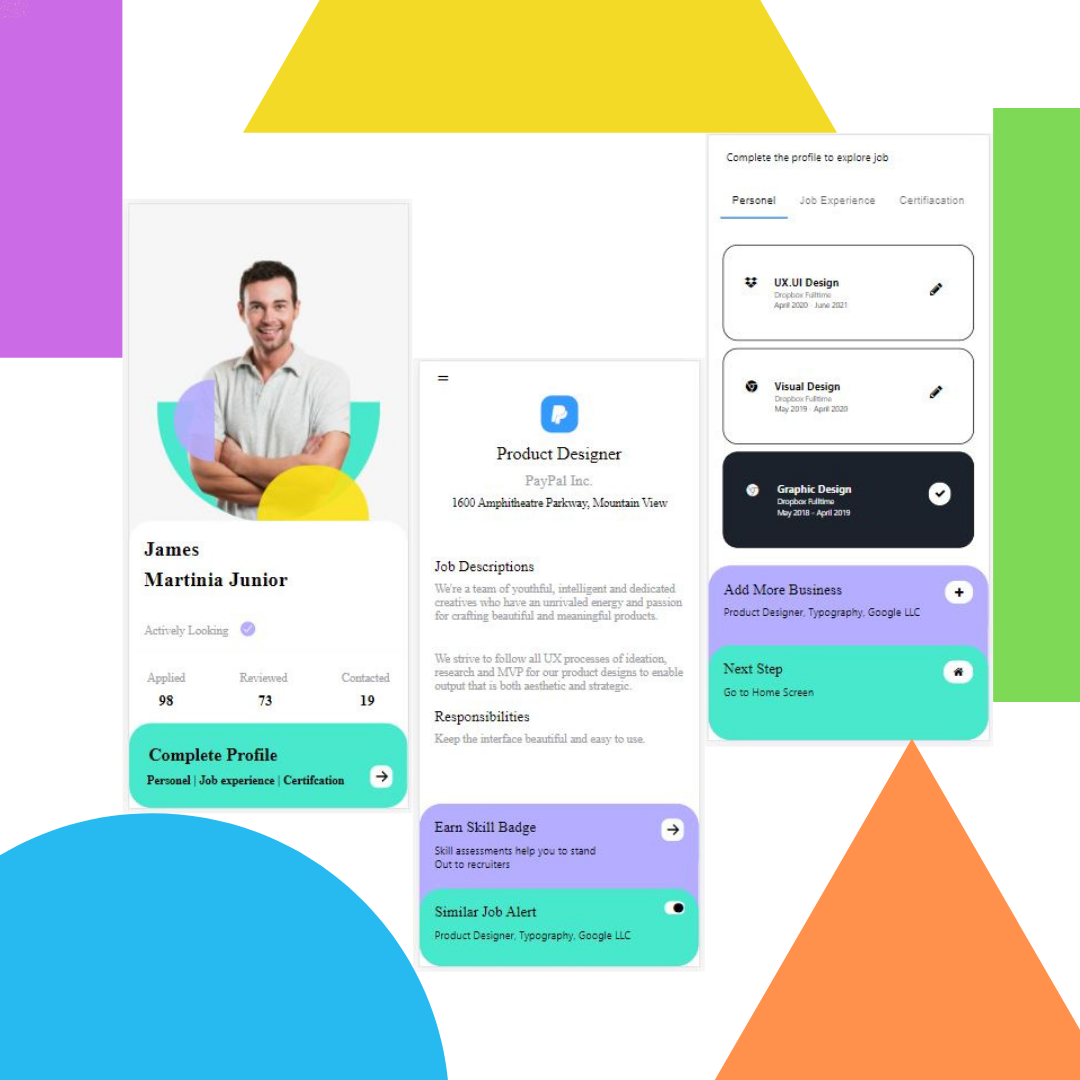 James
Martinia Junior
Actively Looking
Applied Reviewed Contacted
98 73 19
Complete Profile
Personel | Job experience | Certifcation
Product Designer
PayPal Inc.
1600 Amphitheatre Parkway, Mountain View
Job Descriptions
We're a team of youthful, intelligent and dedicated
creatives who have an unrivaled energy and passion
for crafting beautiful and meaningful products.
We strive to follow all UX processes of ideation,
research and MVP for our product designs to enable
output that is both aesthetic and strategic.
Responsibilities
Keep the interface beautiful and easy to use.
Earn Skill Badge
Skill assessments help you to stand
Out to recruiters
Similar Job Alert
Product Designer, Typography, Google LLC
Complete the profile to explore job
Personel Job Experience Certifiacation
UX.UI Design
Dropbox Fulltime
April 2020 - June 2021
Visual Design
Dropbox Fulltime
May 2019 - April 2020
Graphic Design
Dropbox Fulltime
May 2018 - April 2019
Add More Business
Product Designer, Typography, Google LLC
Next Step
Go to Home Screen